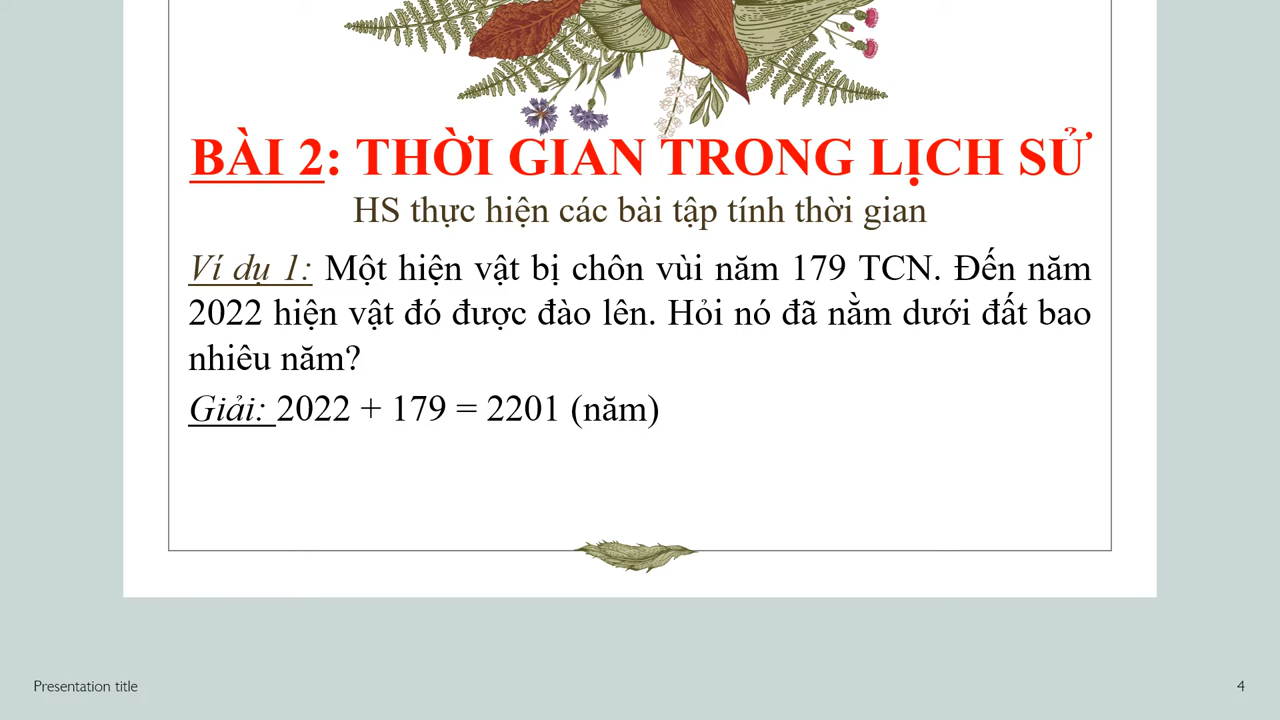 BÀI 2: THỜI GIAN TRONG LỊCH SỬ
HS thực hiện các bài tập tính thời gian
Ví dụ 1: Một hiện vật bị chôn vùi năm 179 TCN. Đến năm
2022 hiện vật đó được đào lên. Hỏi nó đã nằm dưới đất bao
nhiêu năm?
Giải: 2022 + 179 = 2201 (năm)
Presentation title
4